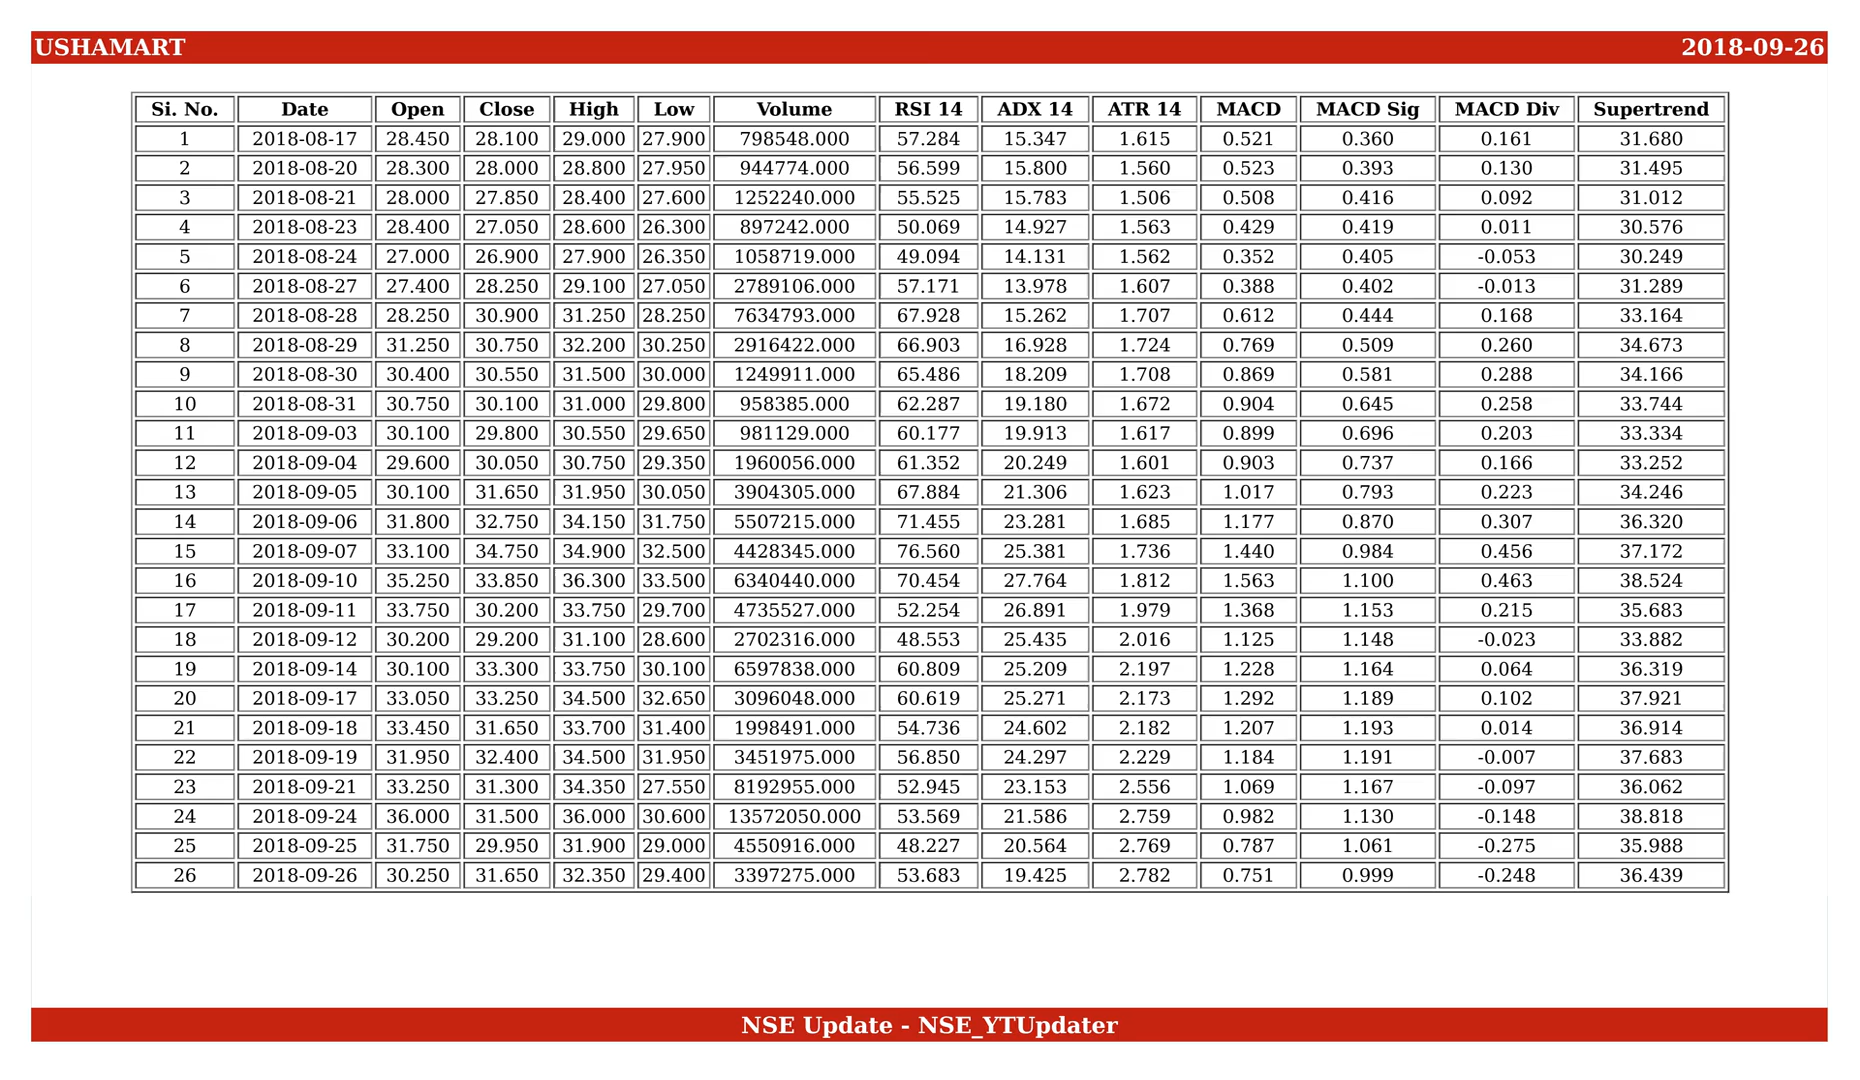 USHAMART 2018-09-26
Si. No. Date Open Close High Low Volume RSI 14 ADX 14 ATR 14 MACD MACD Sig MACD Div Supertrend
1 2018-08-17 28.450 28.100 29.000 27.900 798548.000 57.284 15.347 1.615 0.521 0.360 0.161 31.680
2 2018-08-20 28.300 28.000 28.800 27.950 944774.000 56.599 15.800 1.560 0.523 0.393 0.130 31.495
3 2018-08-21 28.000 27.850 28.400 27.600 1252240.000 55.525 15.783 1.506 0.508 0.416 0.092 31.012
4 2018-08-23 28.400 27.050 28.600 26.300 897242.000 50.069 14.927 1.563 0.429 0.419 0.011 30.576
5 2018-08-24 27.000 26.900 27.900 26.350 1058719.000 49.094 14.131 1.562 0.352 0.405 -0.053 30.249
6 2018-08-27 27.400 28.250 29.100 27.050 2789106.000 57.171 13.978 1.607 0.388 0.402 -0.013 31.289
7 2018-08-28 28.250 30.900 31.250 28.250 7634793.000 67.928 15.262 1.707 0.612 0.444 0.168 33.164
8 2018-08-29 31.250 30.750 32.200 30.250 2916422.000 66.903 16.928 1.724 0.769 0.509 0.260 34.673
9 2018-08-30 30.400 30.550 31.500 30.000 1249911.000 65.486 18.209 1.708 0.869 0.581 0.288 34.166
10 2018-08-31 30.750 30.100 31.000 29.800 958385.000 62.287 19.180 1.672 0.904 0.645 0.258 33.744
11 2018-09-03 30.100 29.800 30.550 29.650 981129.000 60.177 19.913 1.617 0.899 0.696 0.203 33.334
12 2018-09-04 29.600 30.050 30.750 29.350 1960056.000 61.352 20.249 1.601 0.903 0.737 0.166 33.252
13 2018-09-05 30.100 31.650 31.950 30.050 3904305.000 67.884 21.306 1.623 1.017 0.793 0.223 34.246
14 2018-09-06 31.800 32.750 34.150 31.750 5507215.000 71.455 23.281 1.685 1.177 0.870 0.307 36.320
15 2018-09-07 33.100 34.750 34.900 32.500 4428345.000 76.560 25.381 1.736 1.440 0.984 0.456 37.172
16 2018-09-10 35.250 33.850 36.300 33.500 6340440.000 70.454 27.764 1.812 1.563 1.100 0.463 38.524
17 2018-09-11 33.750 30.200 33.750 29.700 4735527.000 52.254 26.891 1.979 1.368 1.153 0.215 35.683
18 2018-09-12 30.200 29.200 31.100 28.600 2702316.000 48.553 25.435 2.016 1.125 1.148 -0.023 33.882
19 2018-09-14 30.100 33.300 33.750 30.100 6597838.000 60.809 25.209 2.197 1.228 1.164 0.064 36.319
20 2018-09-17 33.050 33.250 34.500 32.650 3096048.000 60.619 25.271 2.173 1.292 1.189 0.102 37.921
21 2018-09-18 33.450 31.650 33.700 31.400 1998491.000 54.736 24.602 2.182 1.207 1.193 0.014 36.914
22 2018-09-19 31.950 32.400 34.500 31.950 3451975.000 56.850 24.297 2.229 1.184 1.191 -0.007 37.683
23 2018-09-21 33.250 31.300 34.350 27.550 8192955.000 52.945 23.153 2.556 1.069 1.167 -0.097 36.062
24 2018-09-24 36.000 31.500 36.000 30.600 13572050.000 53.569 21.586 2.759 0.982 1.130 -0.148 38.818
25 2018-09-25 31.750 29.950 31.900 29.000 4550916.000 48.227 20.564 2.769 0.787 1.061 -0.275 35.988
26 2018-09-26 30.250 31.650 32.350 29.400 3397275.000 53.683 19.425 2.782 0.751 0.999 -0.248 36.439
NSE Update - NSE_YTUpdater